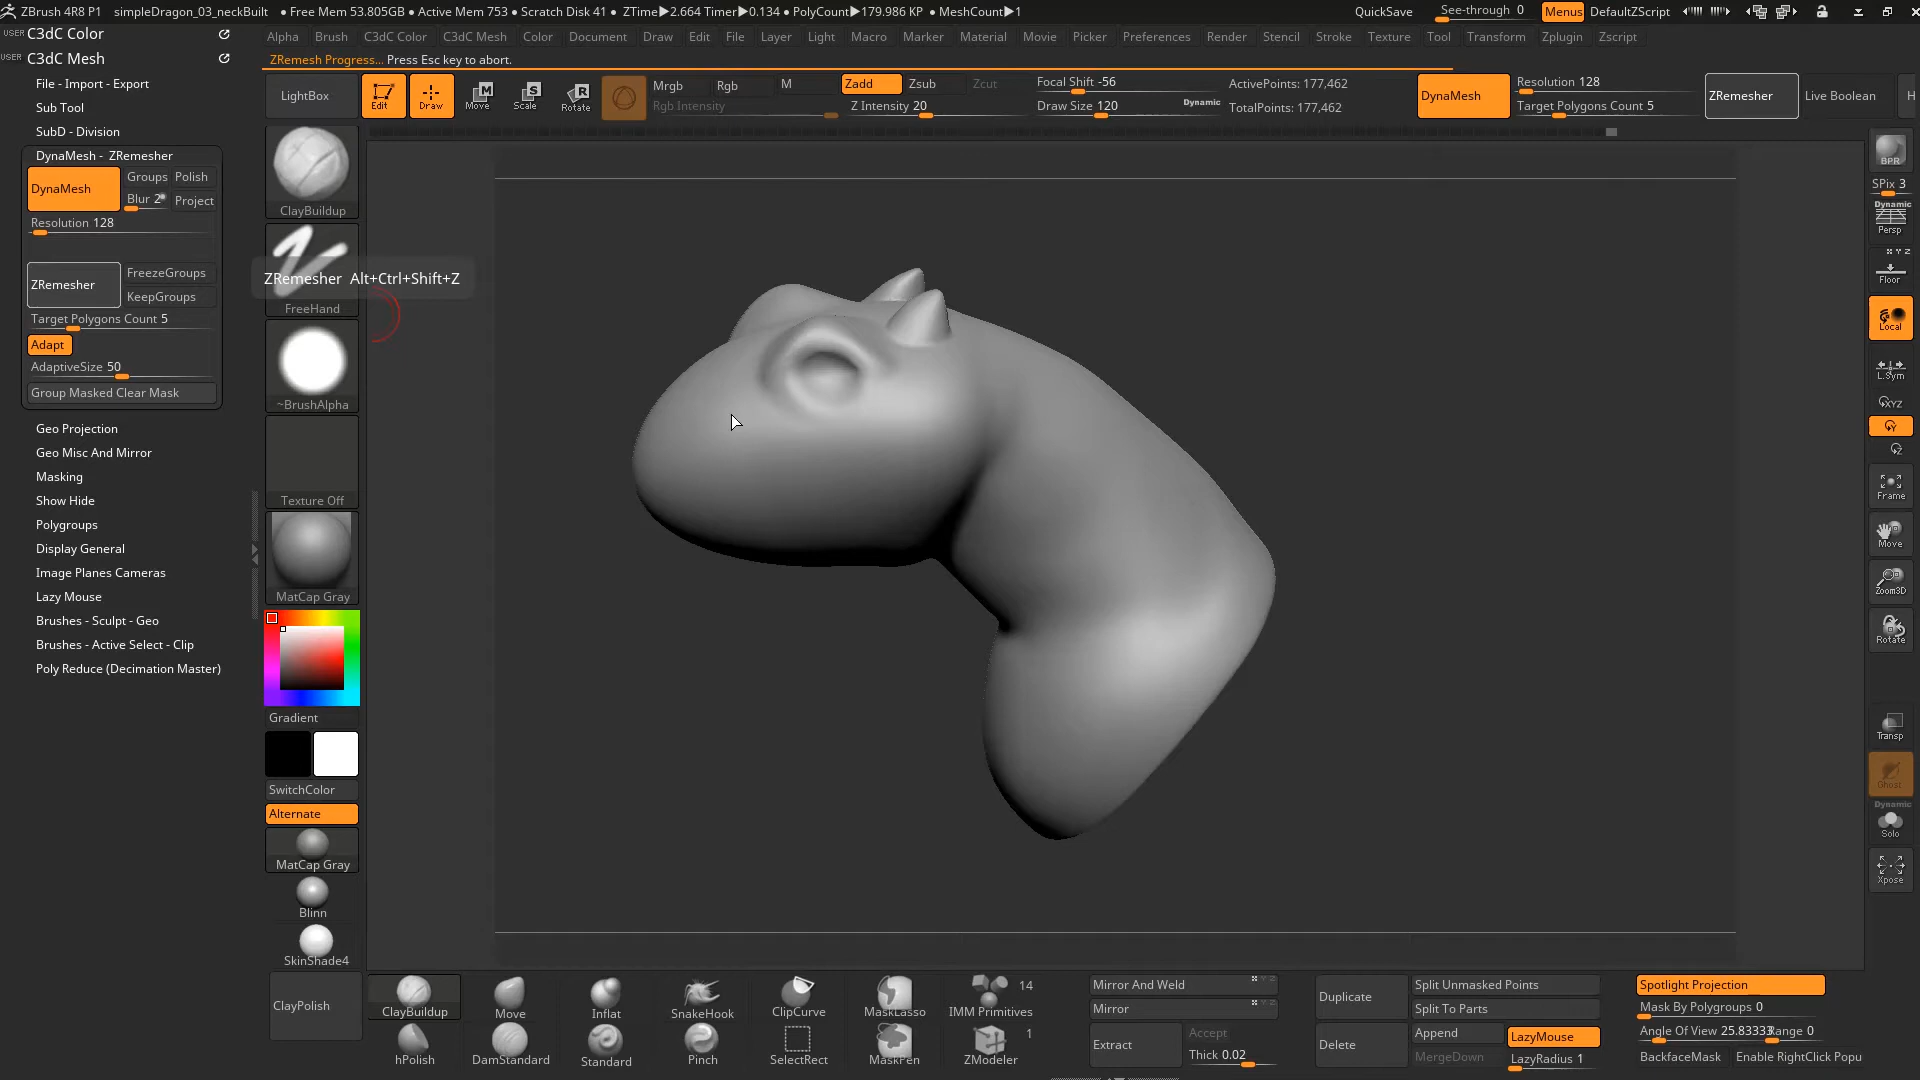 ZBrush 4R8 P1 simpleDragon_03_neckBuilt • Free Mem 53.805GB • Active Mem 753 • Scratch Disk 41 • ZTime▶2.664 Timer▶0.134 • PolyCount▶179.986 KP • MeshCount▶1 QuickSave See-through 0 Menus DefaultZScript
USER C3dC Color
Alpha Brush C3dC Color C3dC Mesh Color Document Draw Edit File Layer Light Macro Marker Material Movie Picker Preferences Render Stencil Stroke Texture Tool Transform Zplugin Zscript
USER C3dC Mesh
ZRemesh Progress... Press Esc key to abort.
File - Import - Export
Sub Tool
SubD - Division
DynaMesh - ZRemesher
DynaMesh
Groups Polish
Blur 2
Project
Resolution 128
ZRemesher
FreezeGroups
KeepGroups
Target Polygons Count 5
Adapt
AdaptiveSize 50
Group Masked Clear Mask
Geo Projection
Geo Misc And Mirror
Masking
Show Hide
Polygroups
Display General
Image Planes Cameras
Lazy Mouse
Brushes - Sculpt - Geo
Brushes - Active Select - Clip
Poly Reduce (Decimation Master)
LightBox Edit Draw Move Scale Rotate
Mrgb Rgb M
Rgb Intensity
Zadd Zsub Zcut
Z Intensity 20
Focal Shift -56
Draw Size 120 Dynamic
ActivePoints: 177,462
TotalPoints: 177,462
DynaMesh
Resolution 128
Target Polygons Count 5
ZRemesher Live Boolean H
ClayBuildup
ZRemesher Alt+Ctrl+Shift+Z
FreeHand
~BrushAlpha
Texture Off
MatCap Gray
Gradient
SwitchColor
Alternate
MatCap Gray
Blinn
SkinShade4
ClayPolish
BPR
SPix 3
Dynamic
Persp
X Y Z
Floor
Local
L.Sym
XYZ
Y
Z
Frame
Move
Zoom3D
Rotate
Transp
Ghost
Dynamic
Solo
Xpose
ClayBuildup Move Inflat SnakeHook ClipCurve MaskLasso IMM Primitives 14
hPolish DamStandard Standard Pinch SelectRect MaskPen ZModeler 1
Mirror And Weld
Mirror
Extract
Accept
Thick 0.02
Duplicate
Delete
Split Unmasked Points
Split To Parts
Append
MergeDown
LazyMouse
LazyRadius 1
Spotlight Projection
Mask By Polygroups 0
Angle Of View 25.83333 Range 0
BackfaceMask Enable RightClick Popu